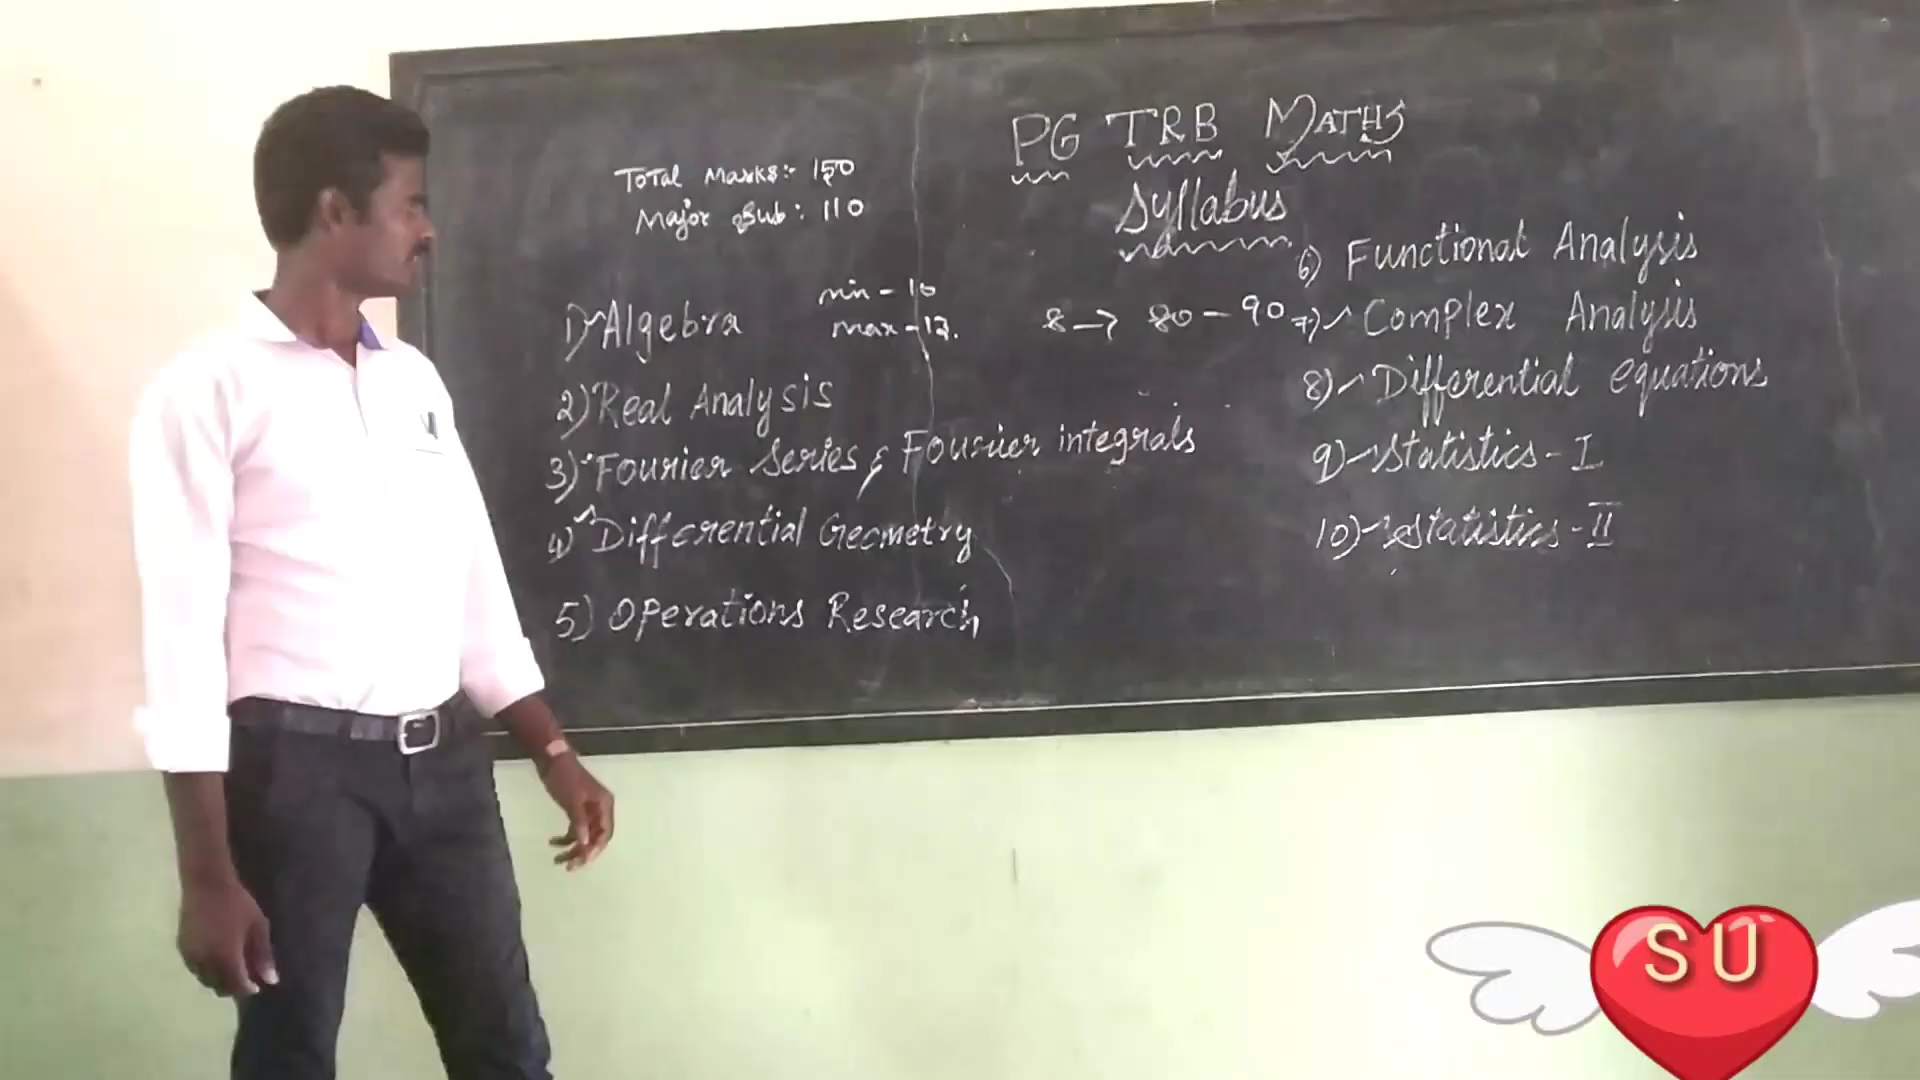 PG TRB MATHS
Syllabus
Total Marks:- 150
Major Sub: 110
1) Algebra
min - 10
max - 12.
8 → 80 - 90
2) Real Analysis
3) Fourier Series & Fourier integrals
4) Differential Geometry
5) Operations Research
6) Functional Analysis
7) Complex Analysis
8) Differential equations
9) Statistics - I
10) Statistics - II
SU